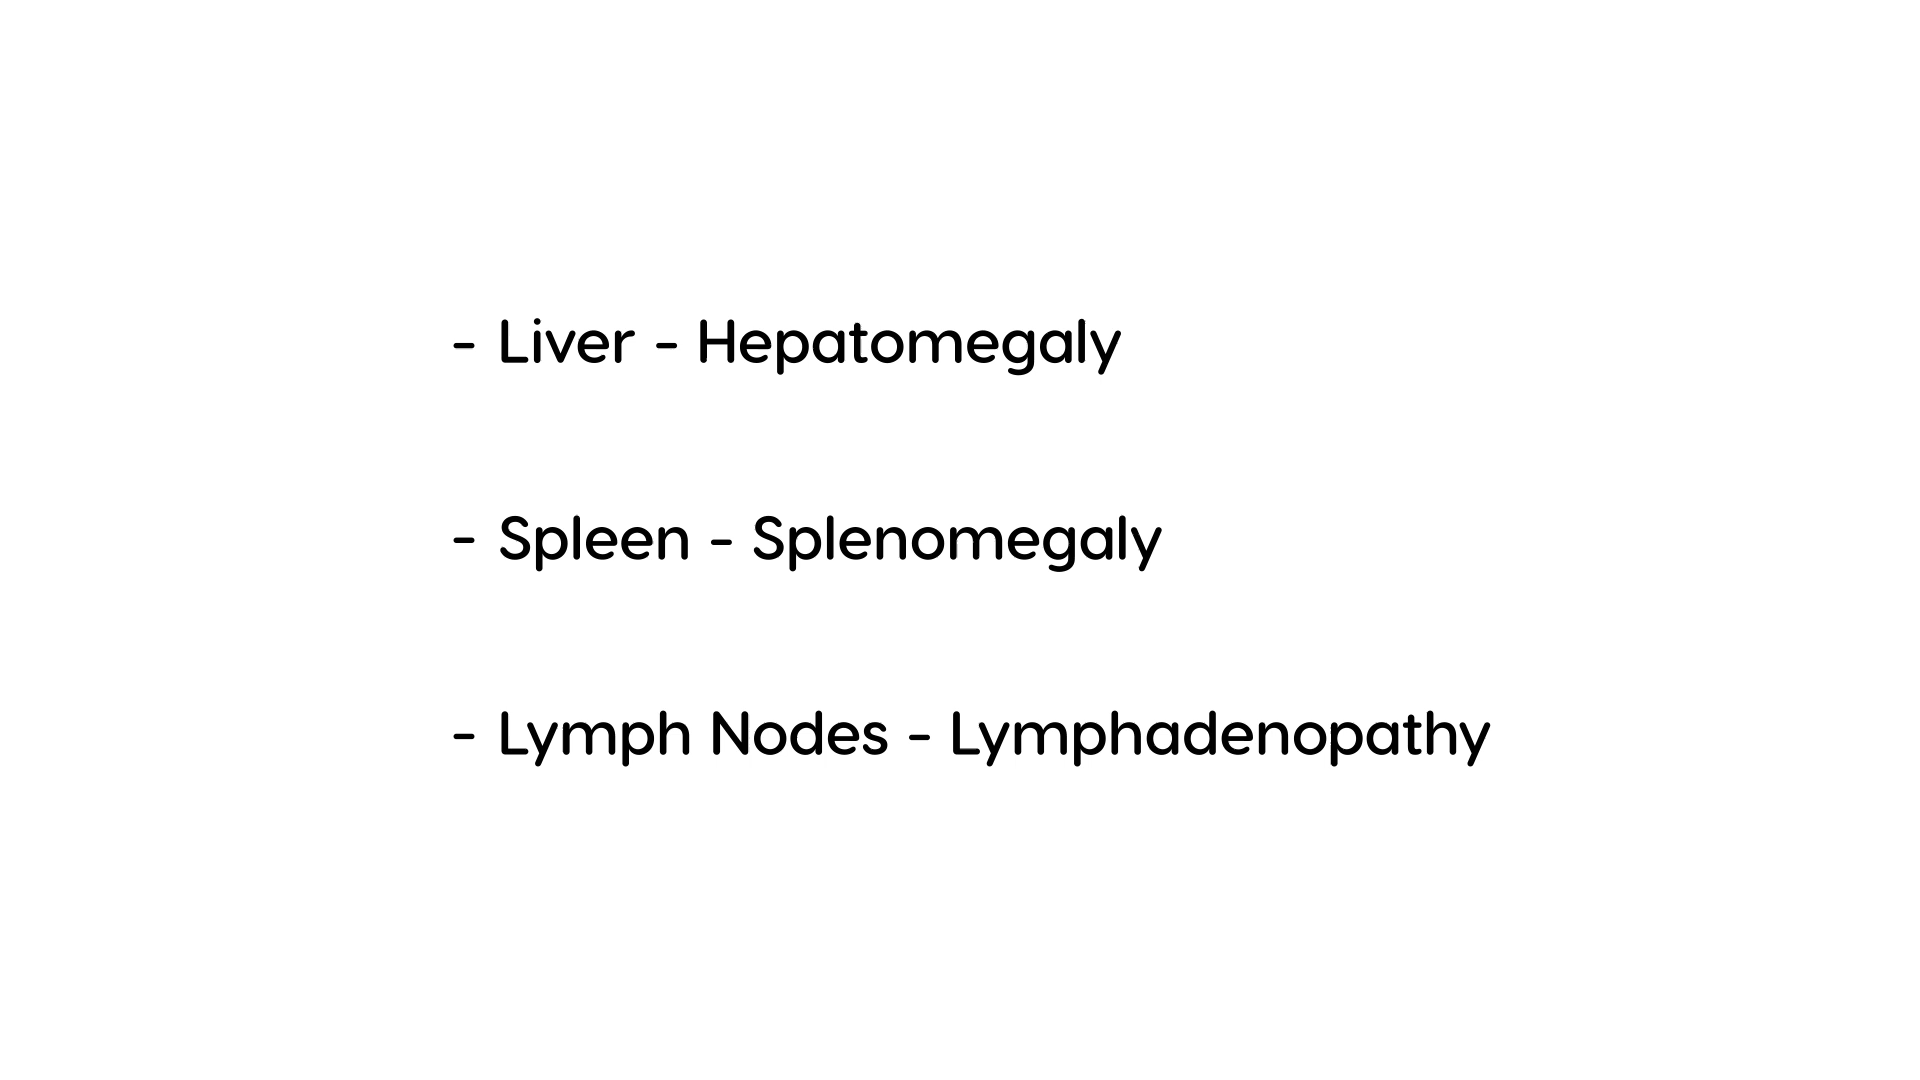 - Liver - Hepatomegaly
- Spleen - Splenomegaly
- Lymph Nodes - Lymphadenopathy